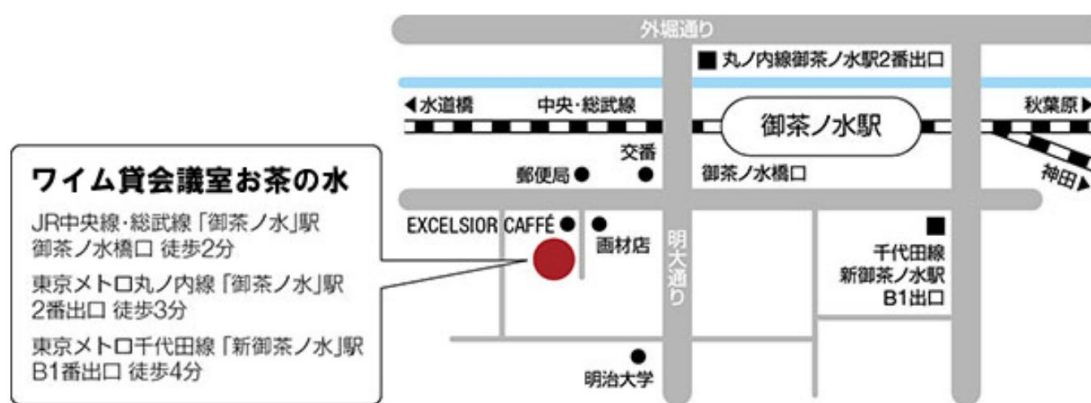 外堀通り
丸ノ内線御茶ノ水駅2番出口
水道橋
中央・総武線
御茶ノ水駅
秋葉原
神田
交番
郵便局
御茶ノ水橋口
ワイム貸会議室お茶の水
JR中央線・総武線「御茶ノ水」駅
御茶ノ水橋口 徒歩2分
東京メトロ丸ノ内線「御茶ノ水」駅
2番出口 徒歩3分
東京メトロ千代田線「新御茶ノ水」駅
B1番出口 徒歩4分
EXCELSIOR CAFFÉ
画材店
明大通り
千代田線
新御茶ノ水駅
B1出口
明治大学